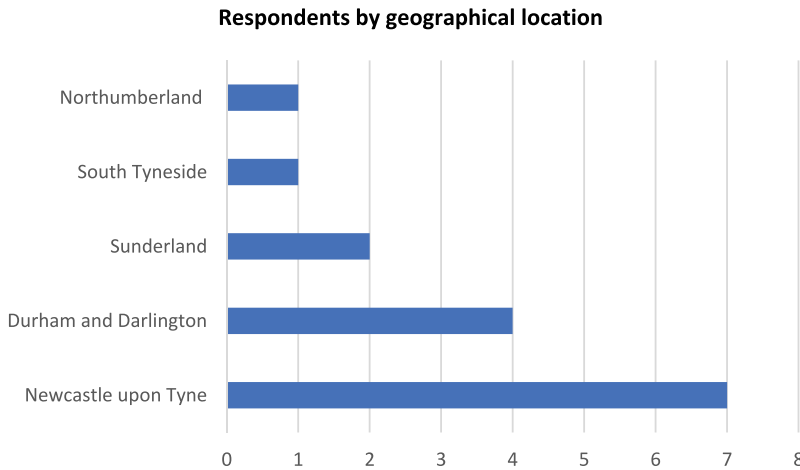 Respondents by geographical location
Northumberland
South Tyneside
Sunderland
Durham and Darlington
Newcastle upon Tyne
0 1 2 3 4 5 6 7 8